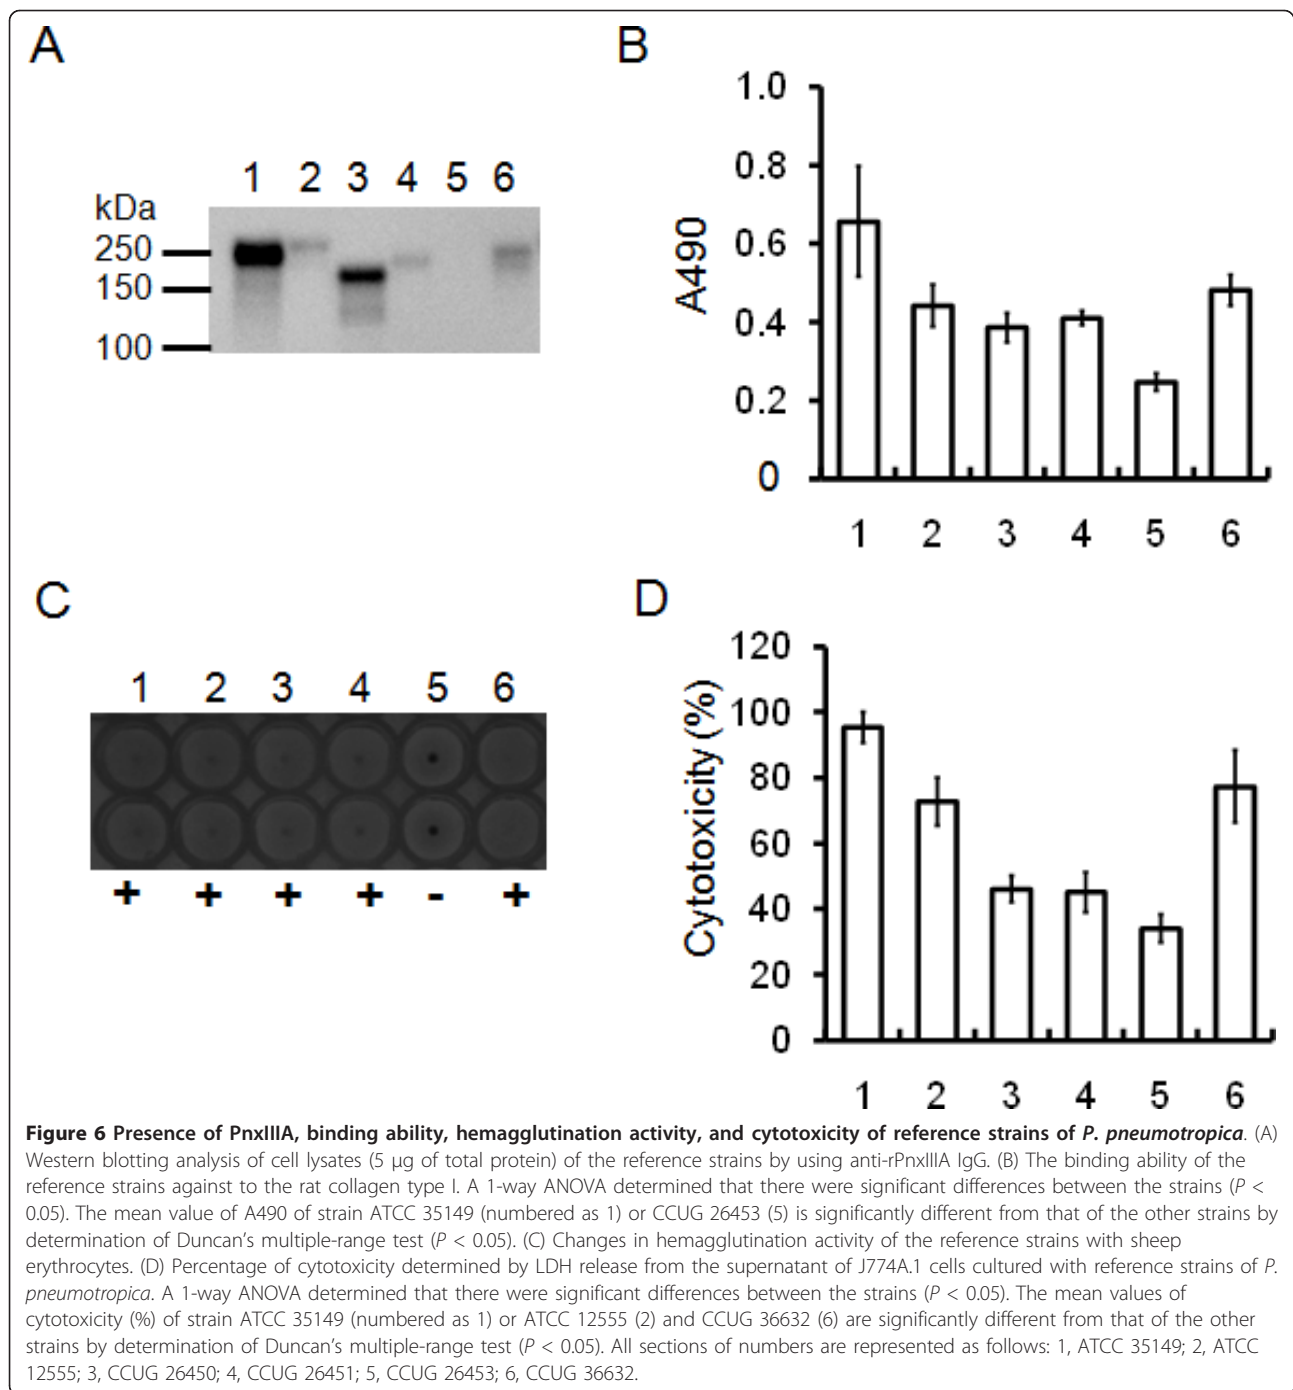 A
1 2 3 4 5 6
kDa
250
150
100
B
1.0
0.8
0.6
0.4
0.2
0
A490
1 2 3 4 5 6
C
1 2 3 4 5 6
+ + + + - +
D
120
100
80
60
40
20
0
Cytotoxicity (%)
1 2 3 4 5 6
Figure 6 Presence of PnxIIIA, binding ability, hemagglutination activity, and cytotoxicity of reference strains of P. pneumotropica. (A)
Western blotting analysis of cell lysates (5 μg of total protein) of the reference strains by using anti-rPnxIIIA IgG. (B) The binding ability of the
reference strains against to the rat collagen type I. A 1-way ANOVA determined that there were significant differences between the strains (P <
0.05). The mean value of A490 of strain ATCC 35149 (numbered as 1) or CCUG 26453 (5) is significantly different from that of the other strains by
determination of Duncan's multiple-range test (P < 0.05). (C) Changes in hemagglutination activity of the reference strains with sheep
erythrocytes. (D) Percentage of cytotoxicity determined by LDH release from the supernatant of J774A.1 cells cultured with reference strains of P.
pneumotropica. A 1-way ANOVA determined that there were significant differences between the strains (P < 0.05). The mean values of
cytotoxicity (%) of strain ATCC 35149 (numbered as 1) or ATCC 12555 (2) and CCUG 36632 (6) are significantly different from that of the other
strains by determination of Duncan's multiple-range test (P < 0.05). All sections of numbers are represented as follows: 1, ATCC 35149; 2, ATCC
12555; 3, CCUG 26450; 4, CCUG 26451; 5, CCUG 26453; 6, CCUG 36632.